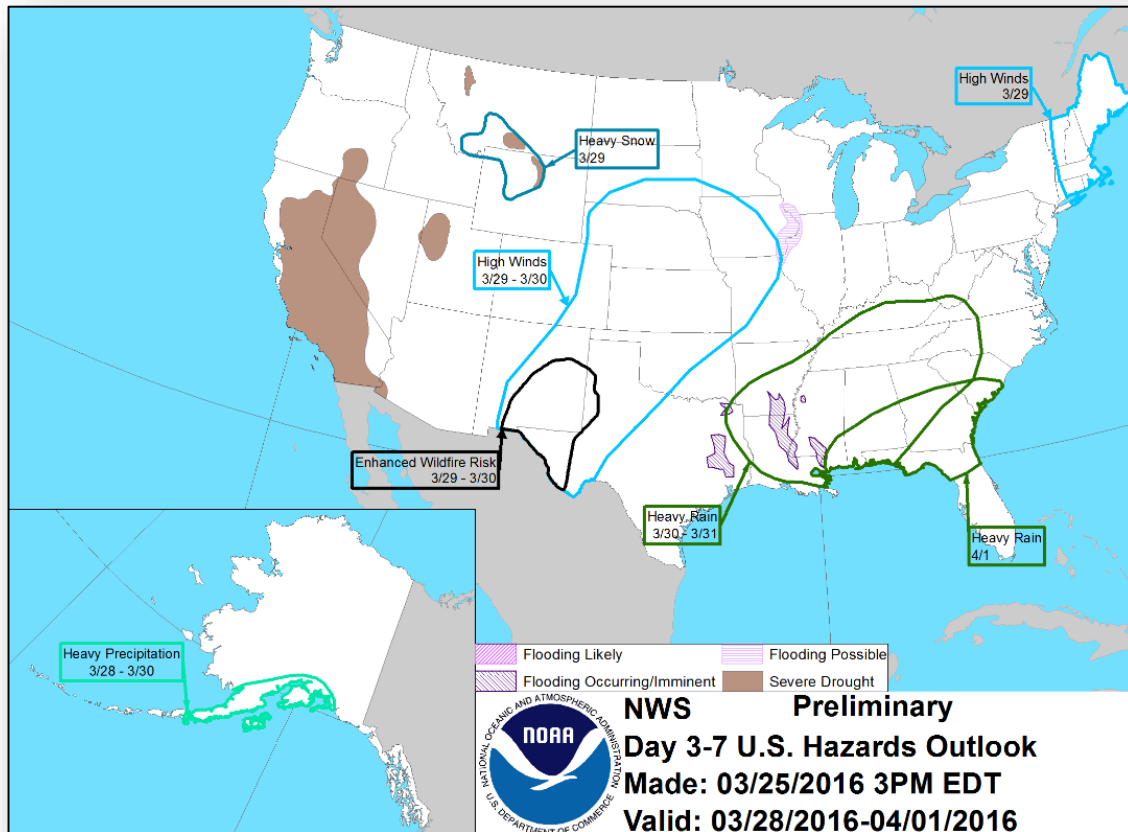 High Winds
3/29
Heavy Snow
3/29
High Winds
3/29 - 3/30
Enhanced Wildfire Risk
3/29 - 3/30
Heavy Rain
3/30 - 3/31
Heavy Rain
4/1
Heavy Precipitation
3/28 - 3/30
Flooding Likely
Flooding Possible
Flooding Occurring/Imminent
Severe Drought
NATIONAL OCEANIC AND ATMOSPHERIC ADMINISTRATION
NOAA
U.S. DEPARTMENT OF COMMERCE
NWS Preliminary
Day 3-7 U.S. Hazards Outlook
Made: 03/25/2016 3PM EDT
Valid: 03/28/2016-04/01/2016